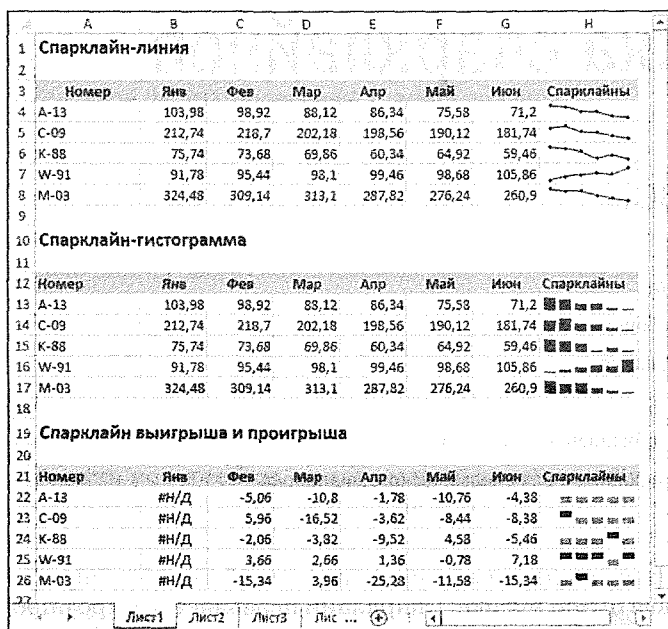 A B C D E F G H
1 Спарклайн-линия
2
3 Номер Янв Фев Мар Апр Май Июн Спарклайны
4 А-13 103,98 98,92 88,12 86,34 75,58 71,2
5 С-09 212,74 218,7 202,18 198,56 190,12 181,74
6 К-88 75,74 73,68 69,86 60,34 64,92 59,46
7 W-91 91,78 95,44 98,1 99,46 98,68 105,86
8 М-03 324,48 309,14 313,1 287,82 276,24 260,9
9
10 Спарклайн-гистограмма
11
12 Номер Янв Фев Мар Апр Май Июн Спарклайны
13 А-13 103,98 98,92 88,12 86,34 75,58 71,2
14 С-09 212,74 218,7 202,18 198,56 190,12 181,74
15 К-88 75,74 73,68 69,86 60,34 64,92 59,46
16 W-91 91,78 95,44 98,1 99,46 98,68 105,86
17 М-03 324,48 309,14 313,1 287,82 276,24 260,9
18
19 Спарклайн выигрыша и проигрыша
20
21 Номер Янв Фев Мар Апр Май Июн Спарклайны
22 А-13 #Н/Д -5,06 -10,8 -1,78 -10,76 -4,38
23 С-09 #Н/Д 5,96 -16,52 -3,62 -8,44 -8,38
24 К-88 #Н/Д -2,06 -3,82 -9,52 4,58 -5,46
25 W-91 #Н/Д 3,66 2,66 1,36 -0,78 7,18
26 М-03 #Н/Д -15,34 3,96 -25,28 -11,58 -15,34
27
Лист1 Лист2 Лист3 Лис ...